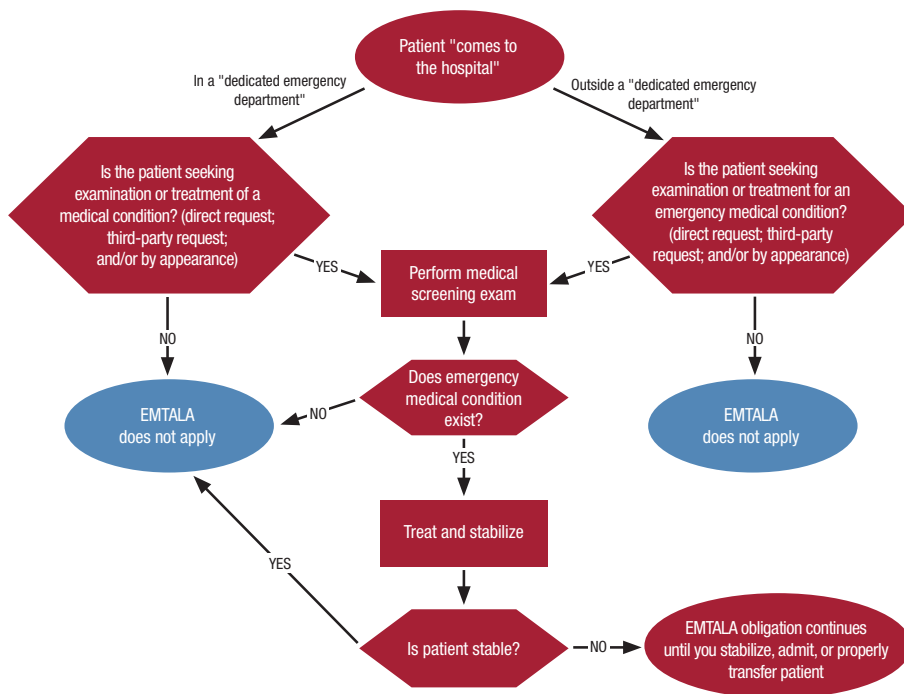 Patient "comes to
the hospital"
In a "dedicated emergency
department"
Outside a "dedicated emergency
department"
Is the patient seeking
examination or treatment of a
medical condition? (direct request;
third-party request;
and/or by appearance)
Is the patient seeking
examination or treatment for an
emergency medical condition?
(direct request; third-party
request; and/or by appearance)
YES
Perform medical
screening exam
YES
NO
NO
EMTALA
does not apply
NO
Does emergency
medical condition
exist?
EMTALA
does not apply
YES
Treat and stabilize
YES
Is patient stable?
NO
EMTALA obligation continues
until you stabilize, admit, or properly
transfer patient